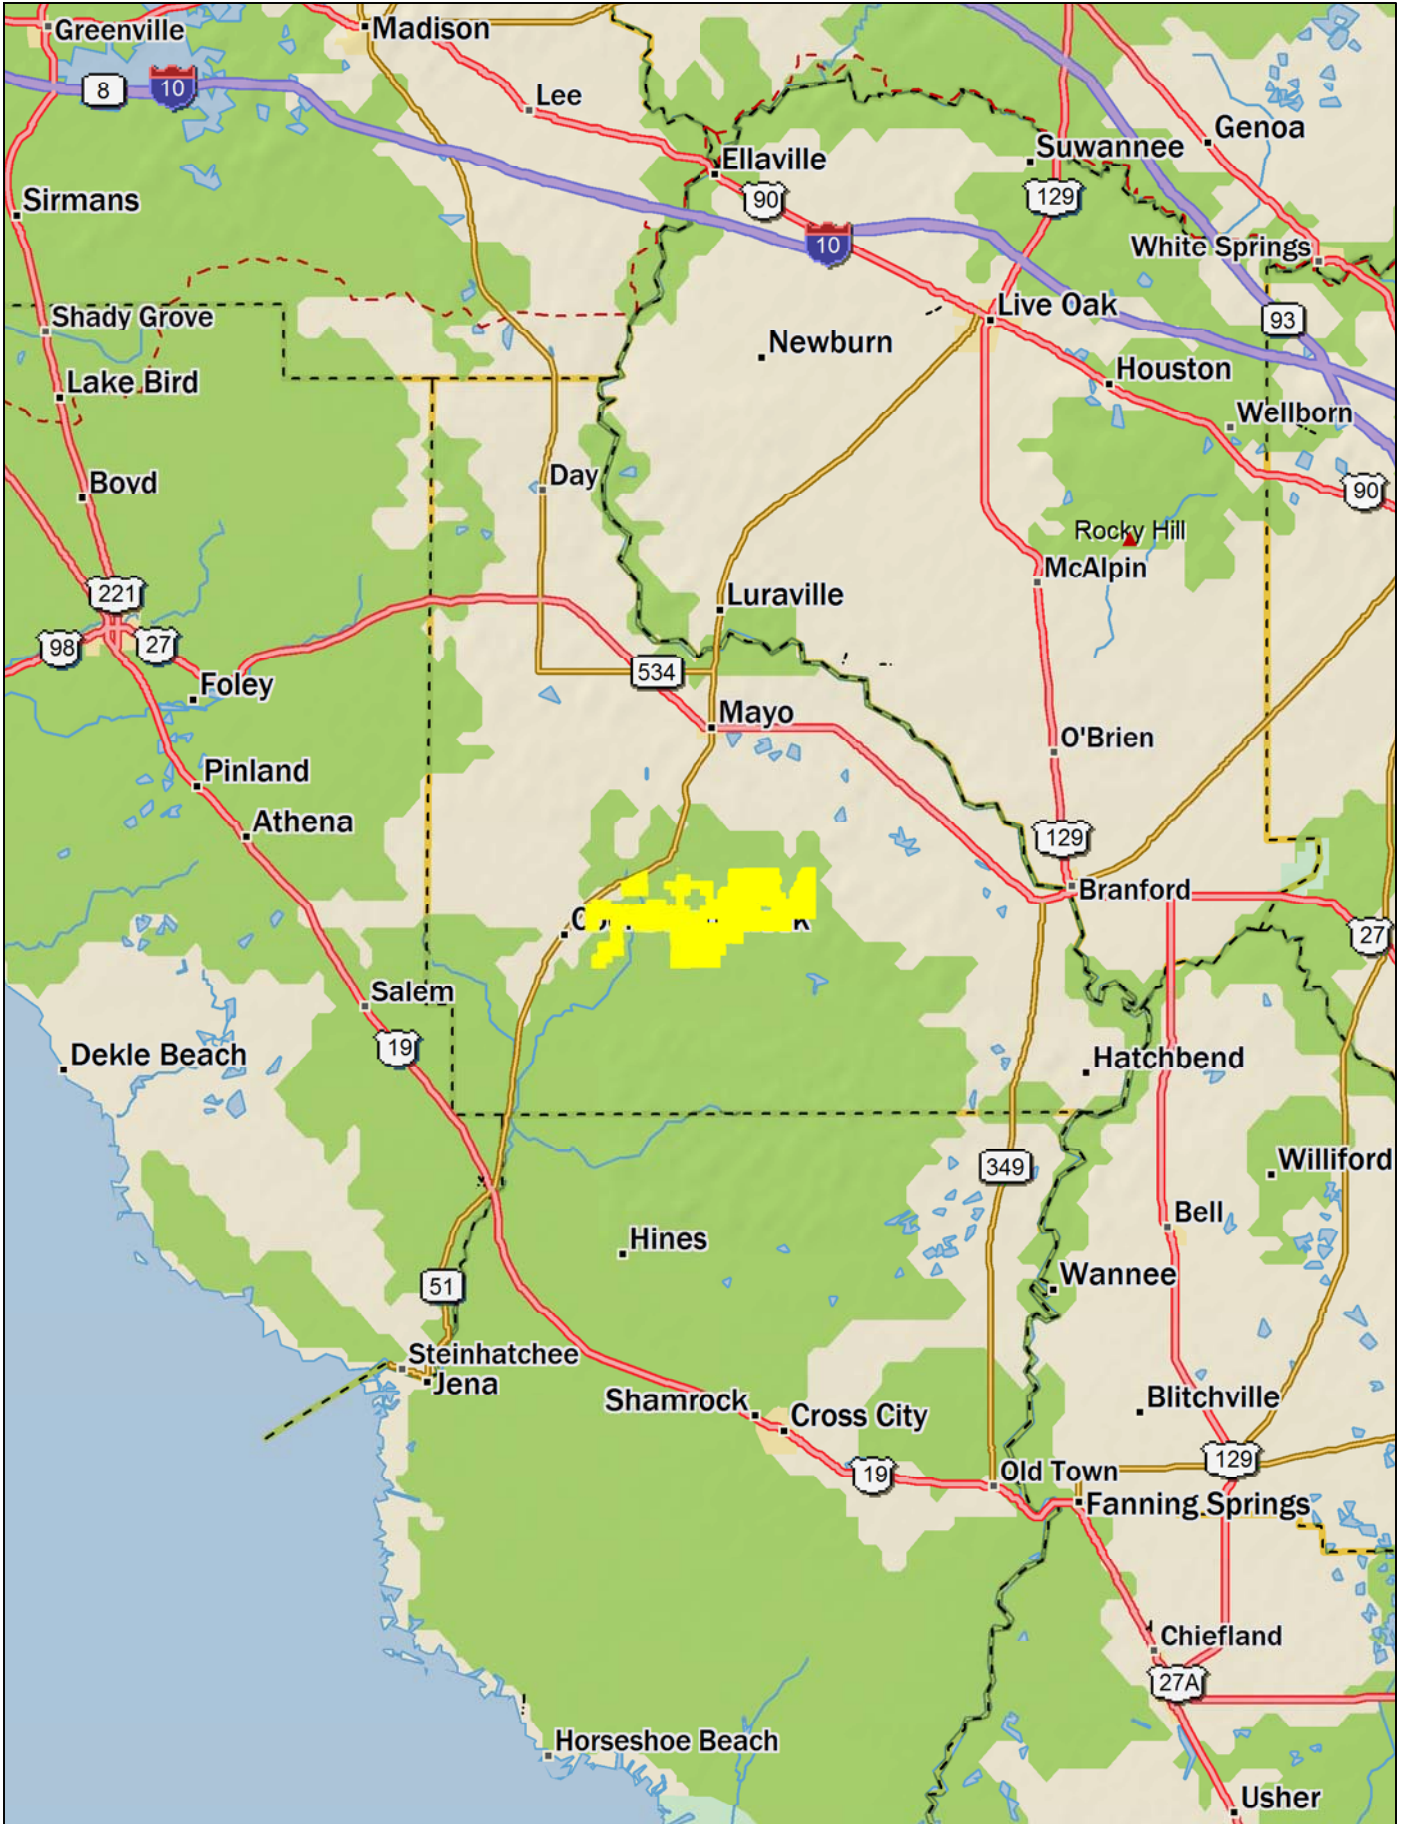 Greenville
Madison
8
10
Lee
Ellaville
Suwannee
Genoa
90
129
Sirmans
10
White Springs
Shady Grove
Live Oak
93
Newburn
Lake Bird
Houston
Wellborn
Day
Bovd
90
Rocky Hill
McAlpin
221
Luraville
98
27
534
Foley
Mayo
O'Brien
Pinland
Athena
129
Branford
27
Salem
19
Dekle Beach
Hatchbend
349
Williford
Bell
Hines
Wannee
51
Steinhatchee
Jena
Shamrock
Cross City
Blitchville
19
Old Town
129
Fanning Springs
Chiefland
27A
Horseshoe Beach
Usher